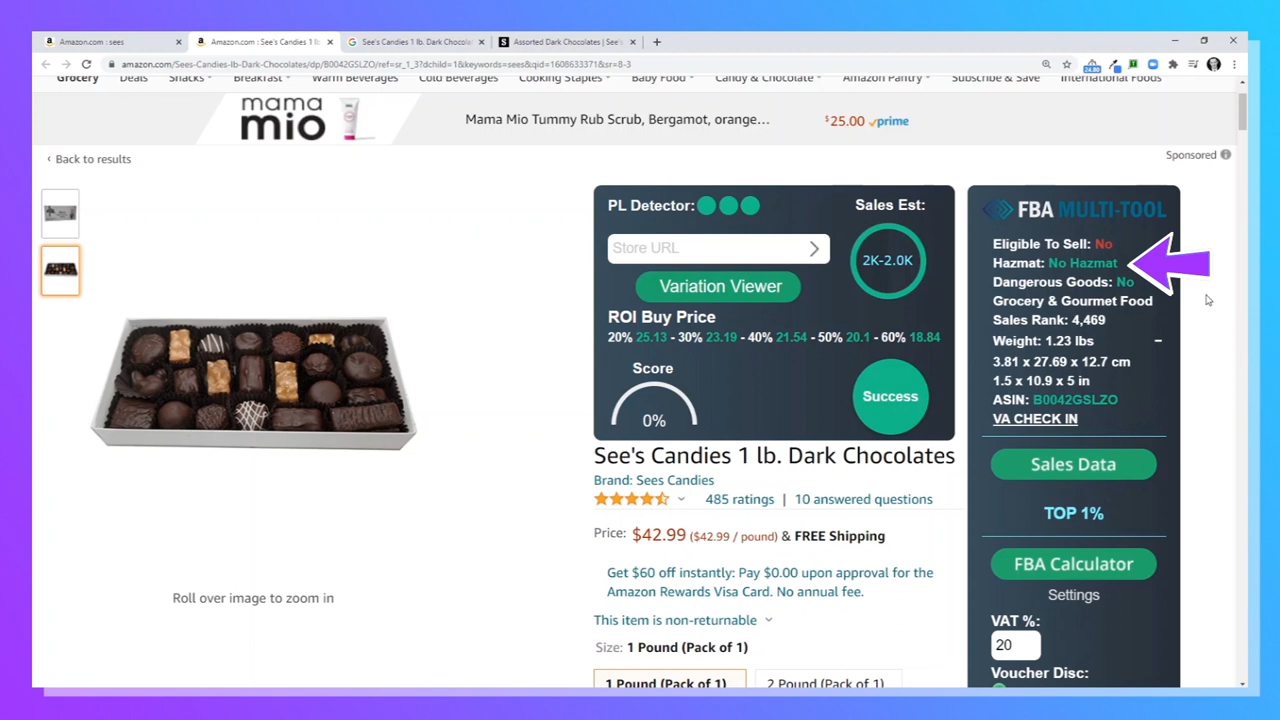 Amazon.com : sees
Amazon.com : See's Candies 1 lb.
See's Candies 1 lb. Dark Chocola
Assorted Dark Chocolates | See's
amazon.com/Sees-Candies-lb-Dark-Chocolates/dp/B0042GSLZO/ref=sr_1_3?dchild=1&keywords=sees&qid=1608633371&sr=8-3
24.80
Grocery Deals Snacks Breakfast Warm Beverages Cold Beverages Cooking Staples Baby Food Candy & Chocolate Amazon Pantry Subscribe & Save International Foods
mama
mio
Mama Mio Tummy Rub Scrub, Bergamot, orange...
$25.00 prime
‹ Back to results
Sponsored
PL Detector:
Sales Est:
Store URL
2K-2.0K
Variation Viewer
ROI Buy Price
20% 25.13 - 30% 23.19 - 40% 21.54 - 50% 20.1 - 60% 18.84
Score
0%
Success
FBA MULTI-TOOL
Eligible To Sell: No
Hazmat: No Hazmat
Dangerous Goods: No
Grocery & Gourmet Food
Sales Rank: 4,469
Weight: 1.23 lbs
3.81 x 27.69 x 12.7 cm
1.5 x 10.9 x 5 in
ASIN: B0042GSLZO
VA CHECK IN
Sales Data
TOP 1%
FBA Calculator
Settings
VAT %:
20
Voucher Disc:
See's Candies 1 lb. Dark Chocolates
Brand: Sees Candies
485 ratings | 10 answered questions
Price: $42.99 ($42.99 / pound) & FREE Shipping
Get $60 off instantly: Pay $0.00 upon approval for the
Amazon Rewards Visa Card. No annual fee.
This item is non-returnable
Size: 1 Pound (Pack of 1)
1 Pound (Pack of 1)
2 Pound (Pack of 1)
Roll over image to zoom in